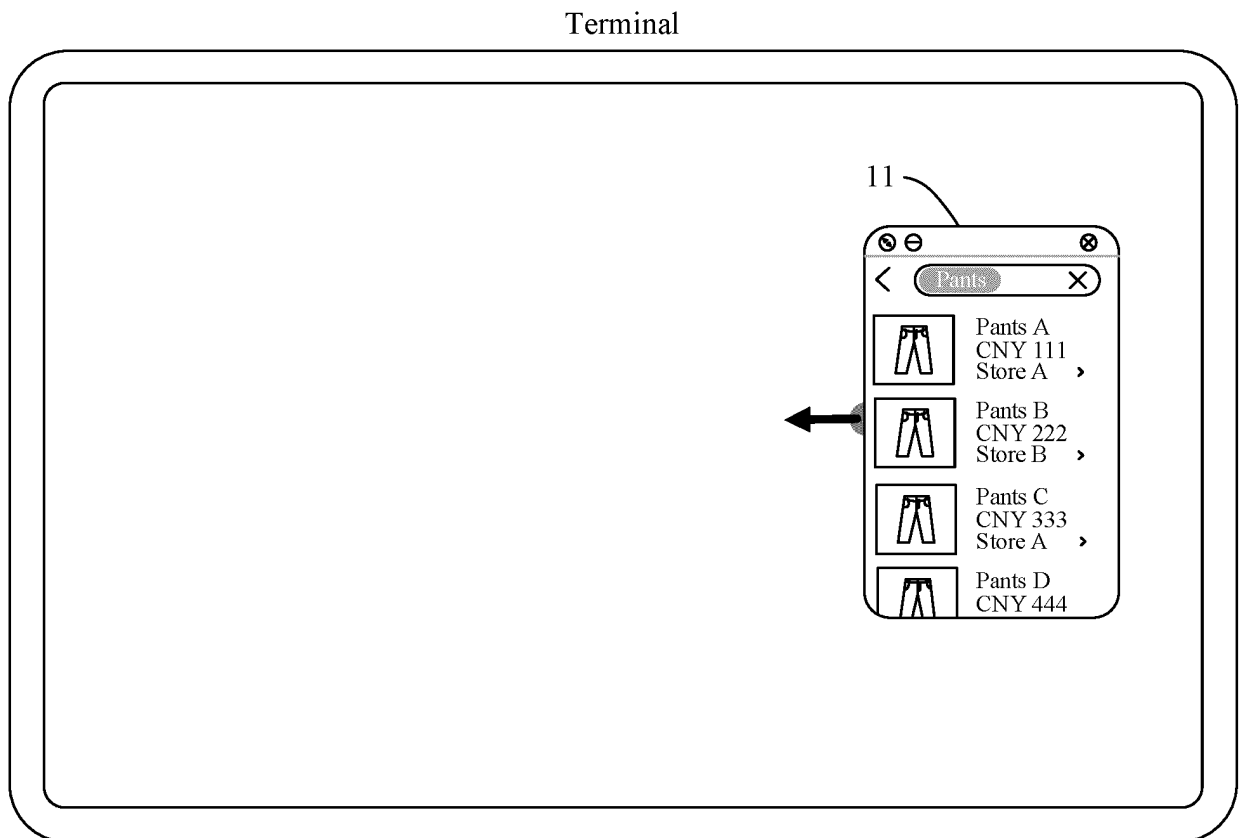 Terminal
11
Pants
Pants A
CNY 111
Store A
Pants B
CNY 222
Store B
Pants C
CNY 333
Store A
Pants D
CNY 444